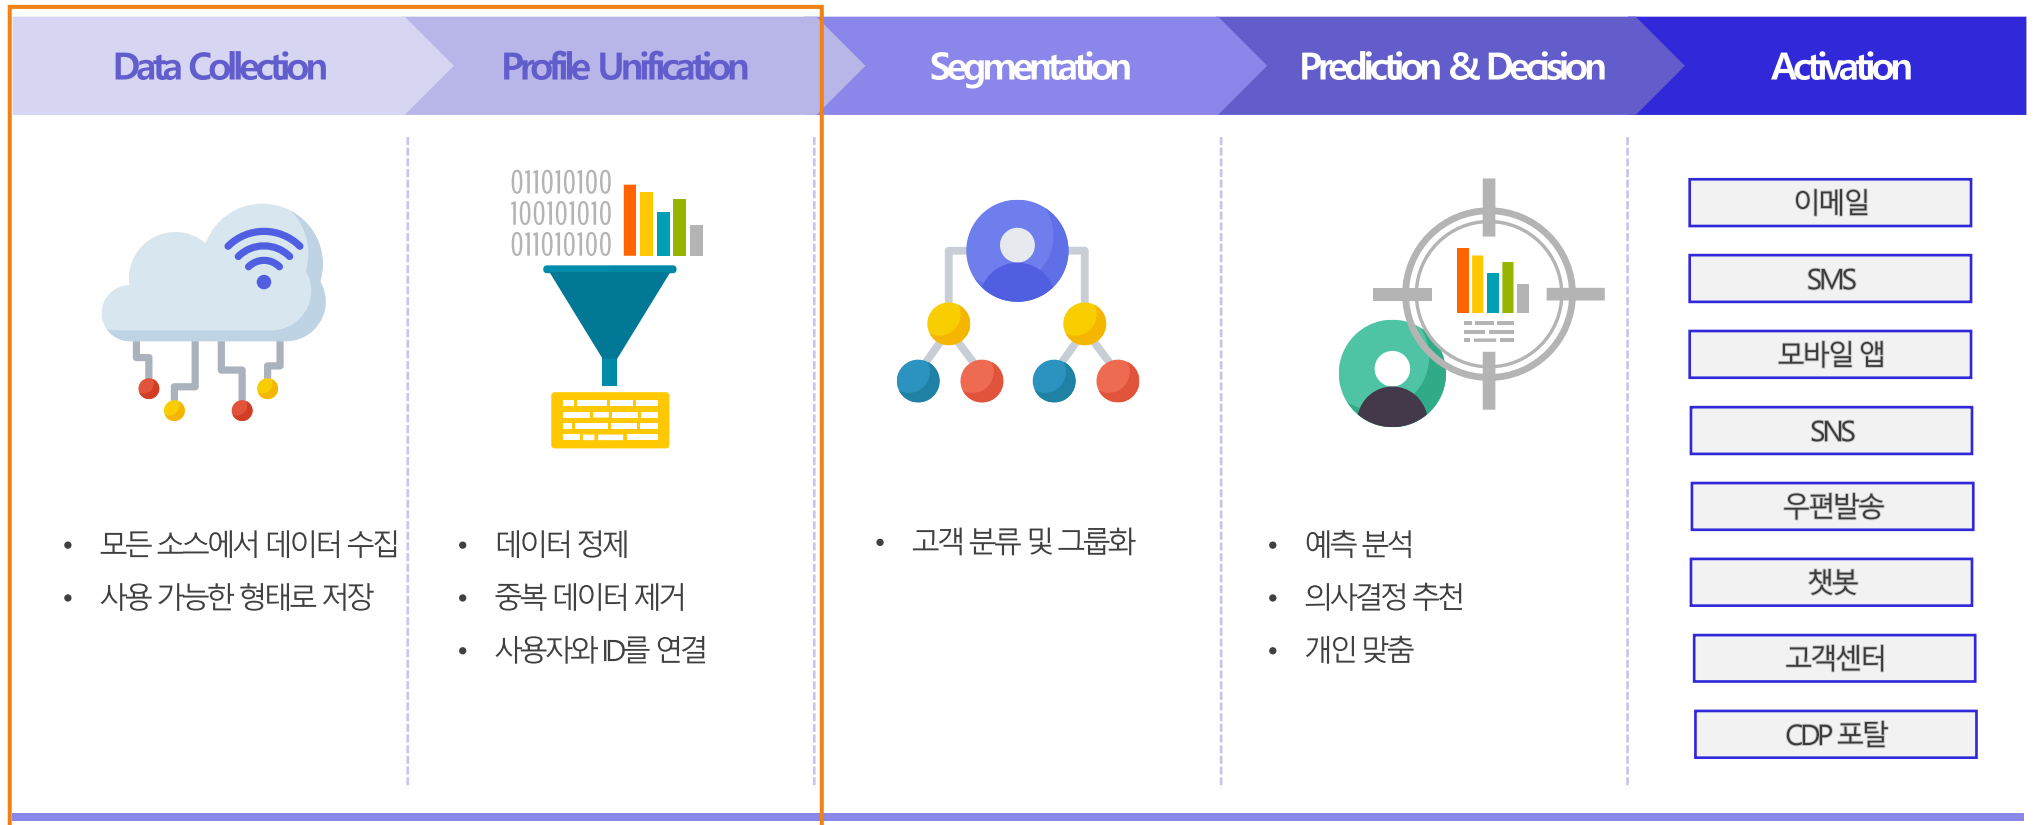 Data Collection
Profile Unification
Segmentation
Prediction & Decision
Activation
011010100
100101010
011010100
• 모든 소스에서 데이터 수집
• 사용 가능한 형태로 저장
• 데이터 정제
• 중복 데이터 제거
• 사용자와 ID를 연결
• 고객 분류 및 그룹화
• 예측 분석
• 의사결정 추천
• 개인 맞춤
이메일
SMS
모바일 앱
SNS
우편발송
챗봇
고객센터
CDP 포탈